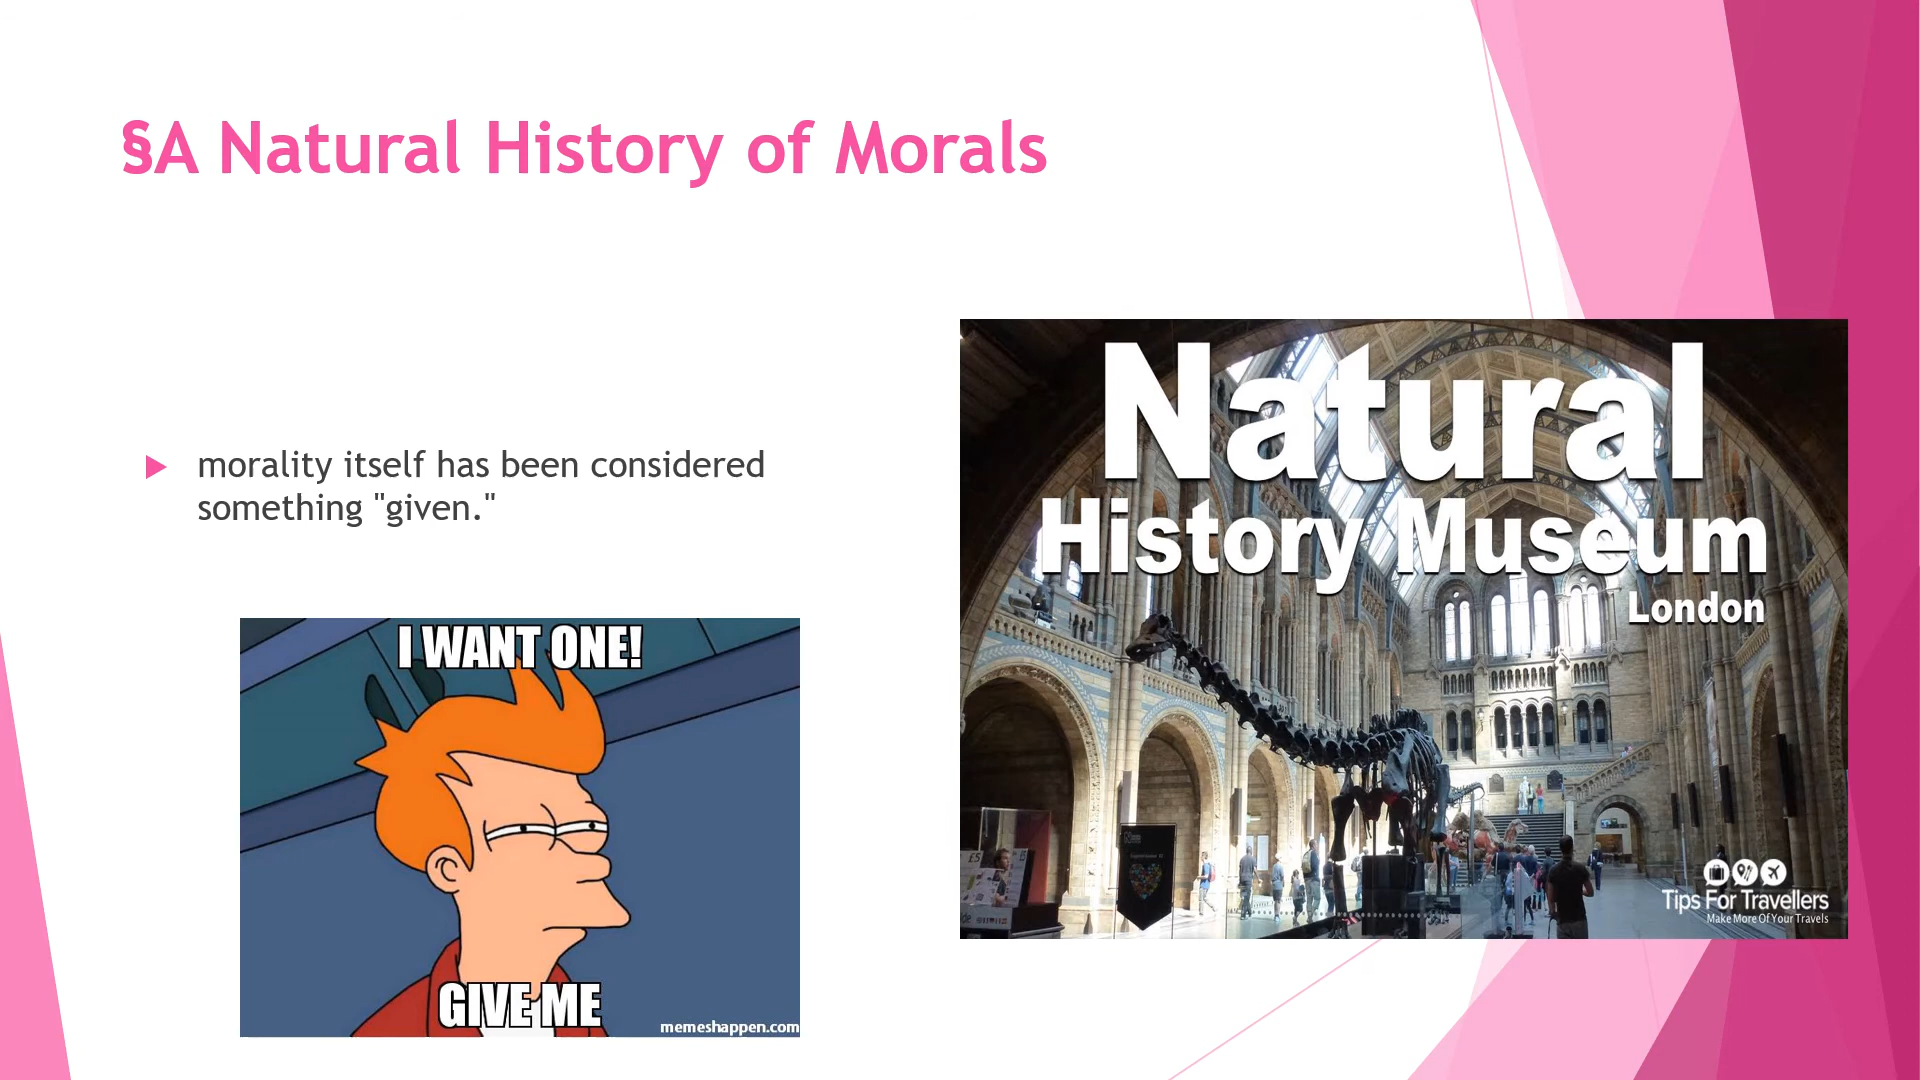 §A Natural History of Morals
morality itself has been considered
something "given."
I WANT ONE!
GIVE ME
memeshappen.com
Natural
History Museum
London
£5
Tips For Travellers
Make More Of Your Travels